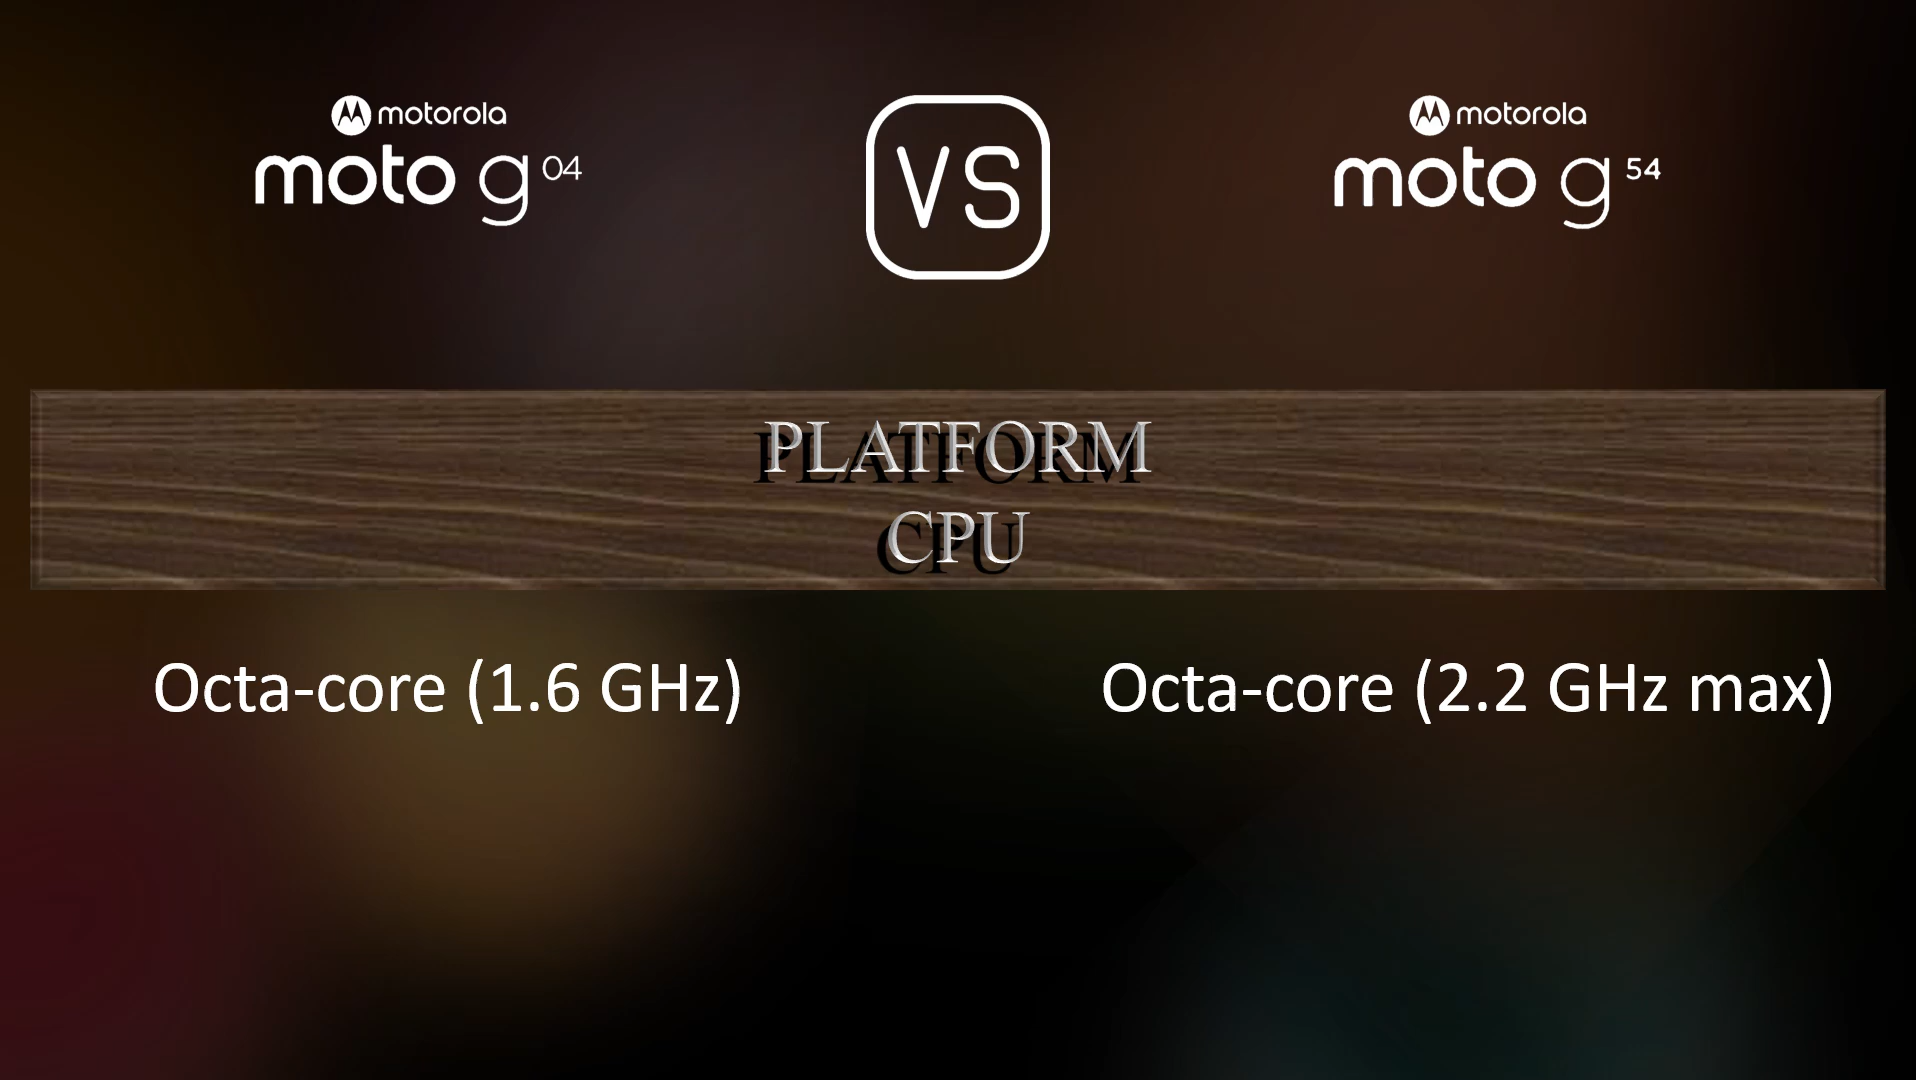 motorola
moto g 04
VS
motorola
moto g 54
PLATFORM
CPU
Octa-core (1.6 GHz)
Octa-core (2.2 GHz max)